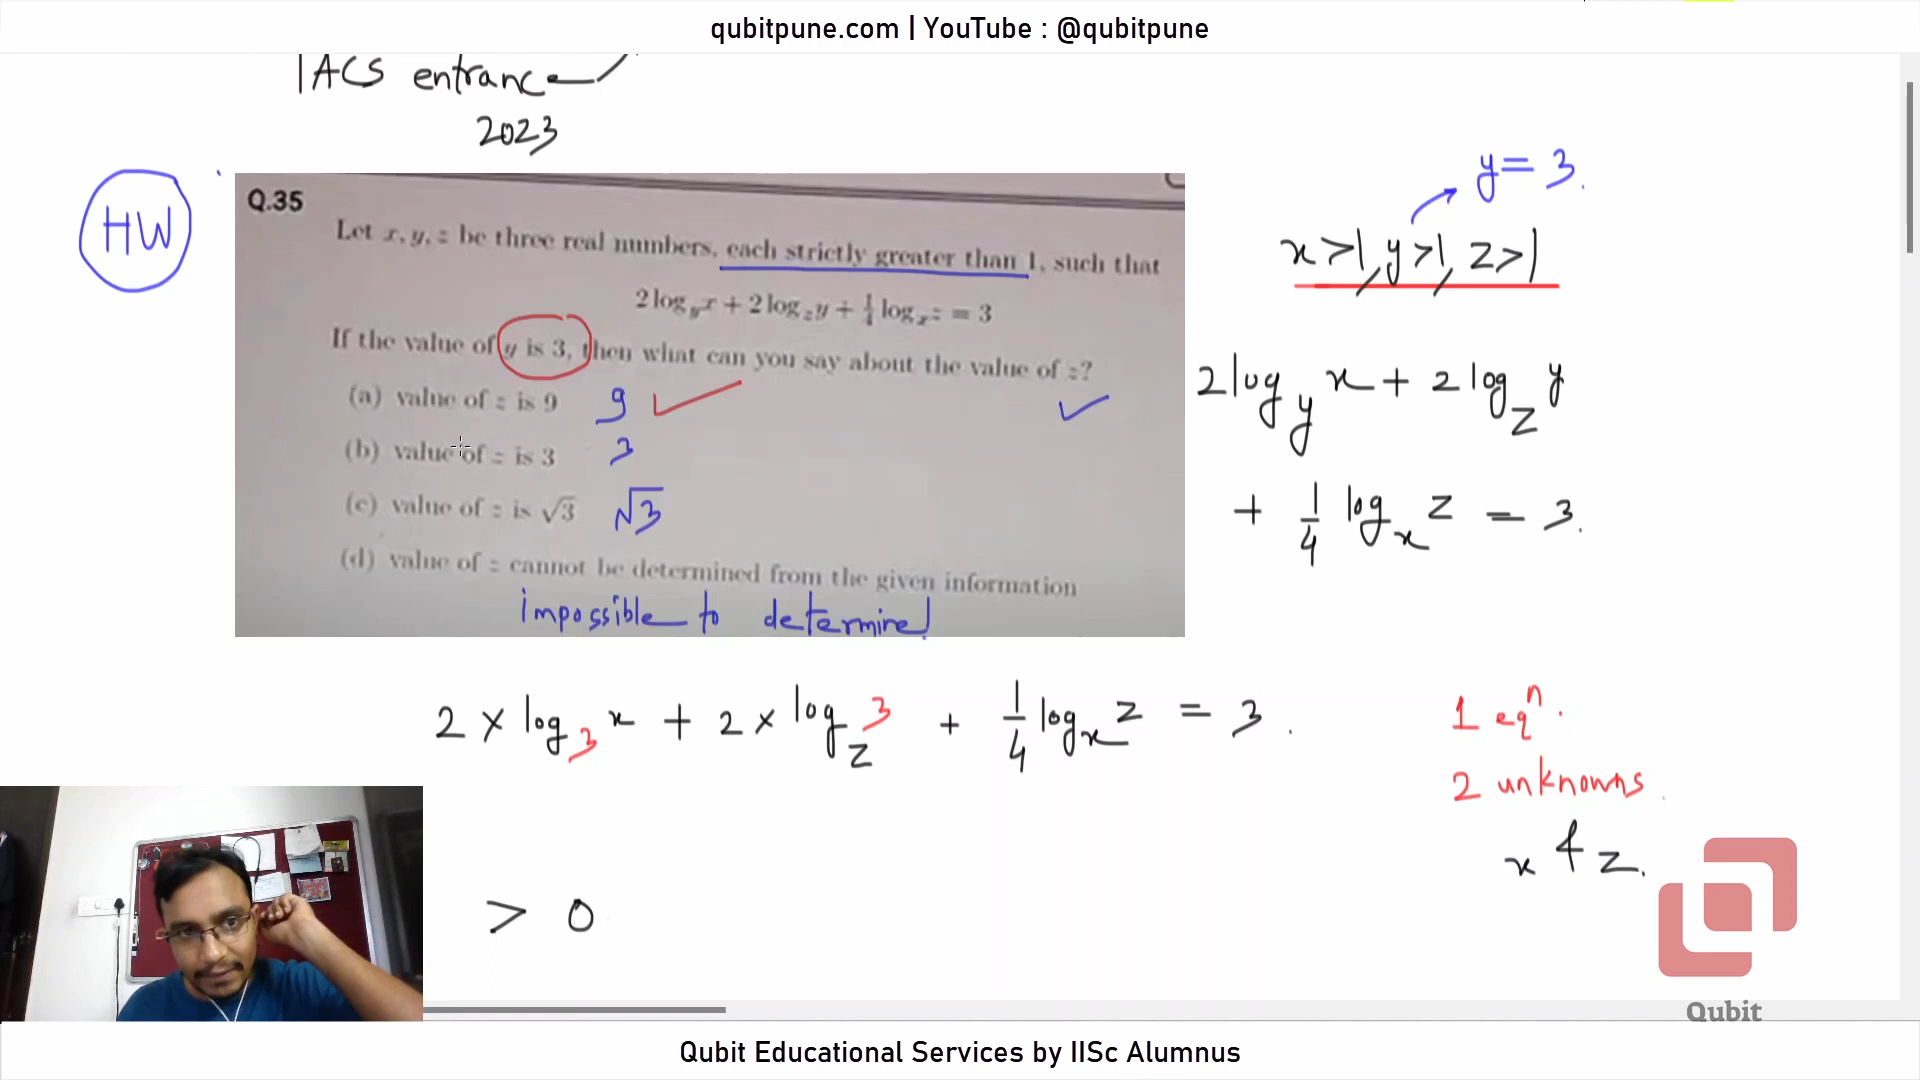 qubitpune.com | YouTube : @qubitpune
IACS entrance
2023
HW
Q.35
Let x, y, z be three real numbers, each strictly greater than 1, such that
2 log_y x + 2 log_z y + 1/4 log_x z = 3
If the value of y is 3, then what can you say about the value of z?
(a) value of z is 9
9
(b) value of z is 3
3
(c) value of z is √3
√3
(d) value of z cannot be determined from the given information
impossible to determine
y = 3.
x>1, y>1, z>1
2 log_y x + 2 log_z y
+ 1/4 log_x z = 3.
2 × log_3 x + 2 × log_z 3 + 1/4 log_x z = 3.
1 eqⁿ.
2 unknowns.
x & z.
> 0
Qubit
Qubit Educational Services by IISc Alumnus